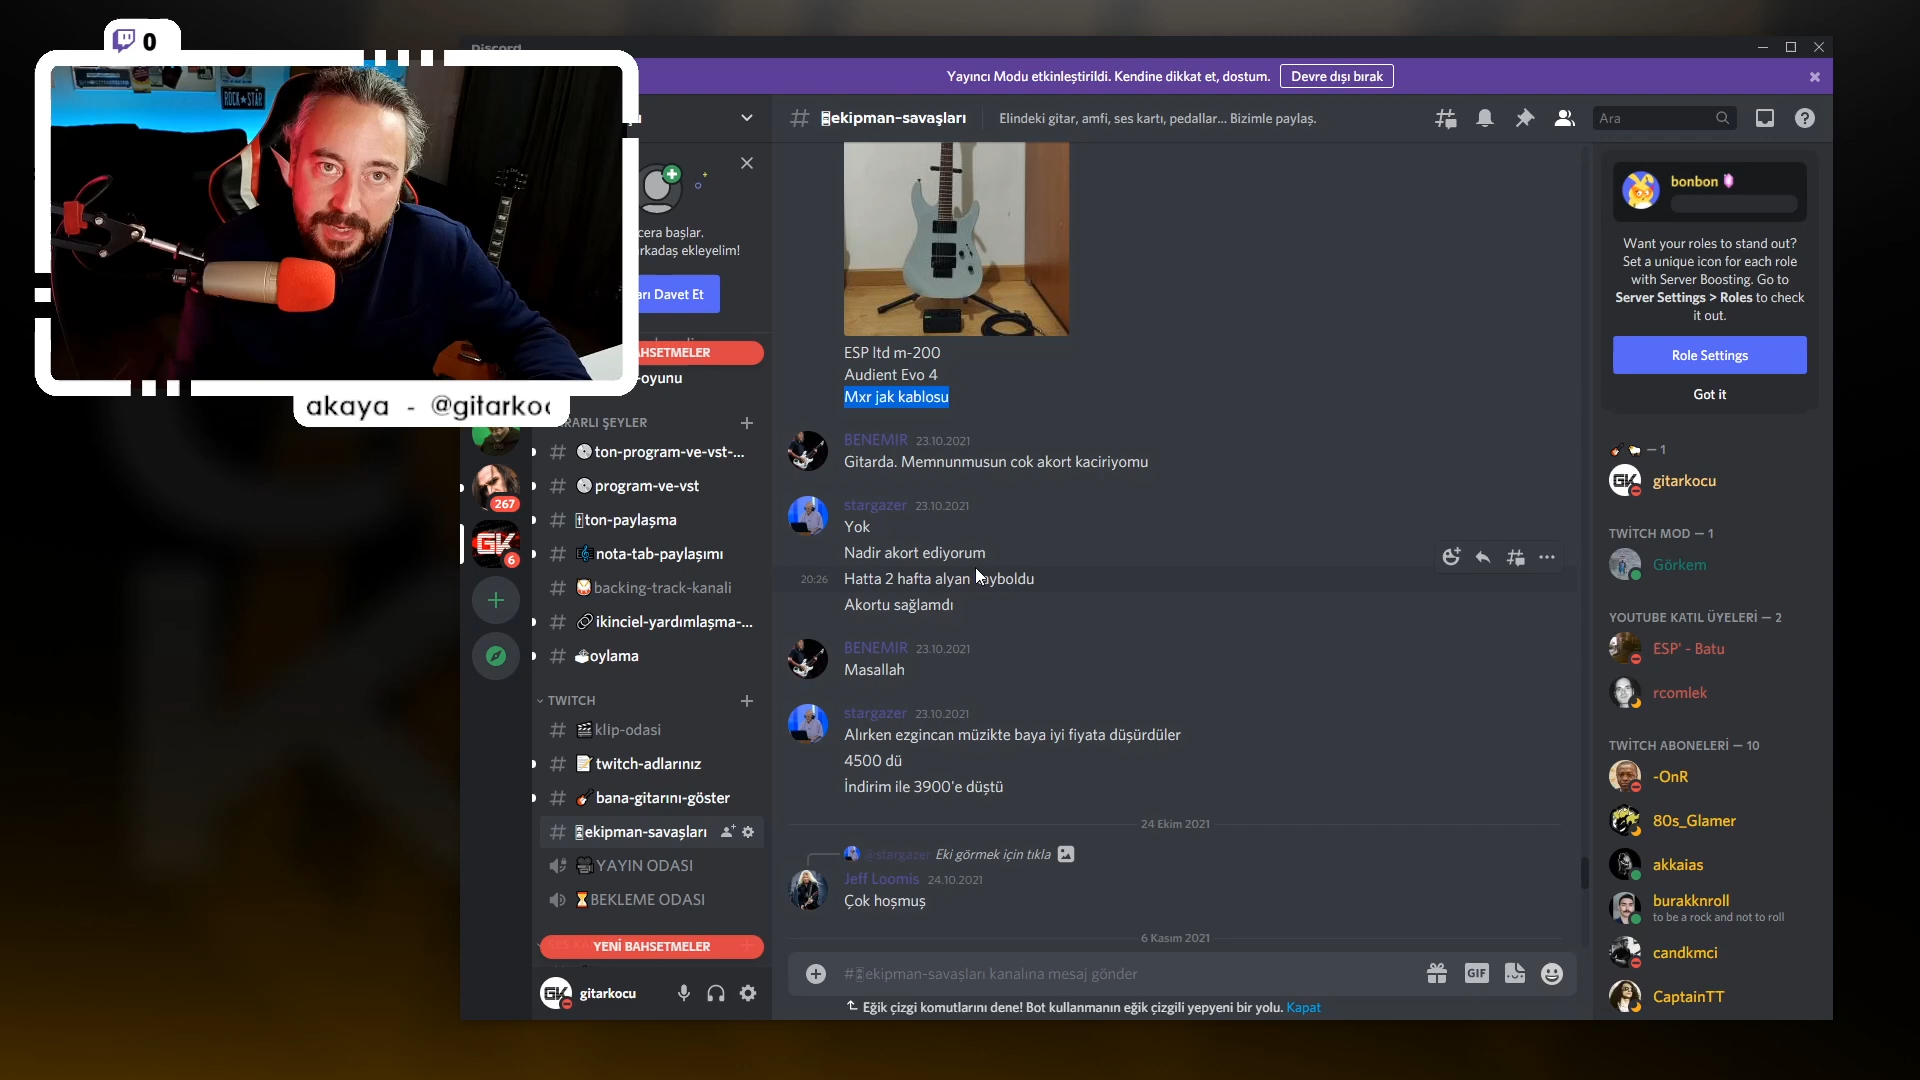 0
ROCK★STAR
akaya - @gitarkoc
Discord
Yayıncı Modu etkinleştirildi. Kendine dikkat et, dostum.
Devre dışı bırak
#ekipman-savaşları
Elindeki gitar, amfi, ses kartı, pedallar... Bizimle paylaş.
Ara
cera başlar.
rkadaş ekleyelim!
arı Davet Et
AHSETMELER
-oyunu
RARLI ŞEYLER
# ton-program-ve-vst-...
# program-ve-vst
# ton-paylaşma
# nota-tab-paylaşımı
# backing-track-kanali
# ikinciel-yardımlaşma-...
# oylama
TWITCH
# klip-odasi
# twitch-adlarınız
# bana-gitarını-göster
# ekipman-savaşları
YAYIN ODASI
BEKLEME ODASI
YENİ BAHSETMELER
267
GK
6
GK
gitarkocu
ESP ltd m-200
Audient Evo 4
Mxr jak kablosu
BENEMIR 23.10.2021
Gitarda. Memnunmusun cok akort kaciriyomu
stargazer 23.10.2021
Yok
Nadir akort ediyorum
20:26 Hatta 2 hafta alyan kayboldu
Akortu sağlamdı
BENEMIR 23.10.2021
Masallah
stargazer 23.10.2021
Alırken ezgincan müzikte baya iyi fiyata düşürdüler
4500 dü
İndirim ile 3900'e düştü
24 Ekim 2021
@stargazer Eki görmek için tıkla
Jeff Loomis 24.10.2021
Çok hoşmuş
6 Kasım 2021
#ekipman-savaşları kanalına mesaj gönder
GIF
Eğik çizgi komutlarını dene! Bot kullanmanın eğik çizgili yepyeni bir yolu. Kapat
bonbon
Want your roles to stand out?
Set a unique icon for each role
with Server Boosting. Go to
Server Settings > Roles to check
it out.
Role Settings
Got it
— 1
GK
gitarkocu
TWİTCH MOD — 1
Görkem
YOUTUBE KATIL ÜYELERİ — 2
ESP' - Batu
rcomlek
TWİTCH ABONELERİ — 10
-OnR
80s_Glamer
akkaias
burakknroll
to be a rock and not to roll
candkmci
CaptainTT